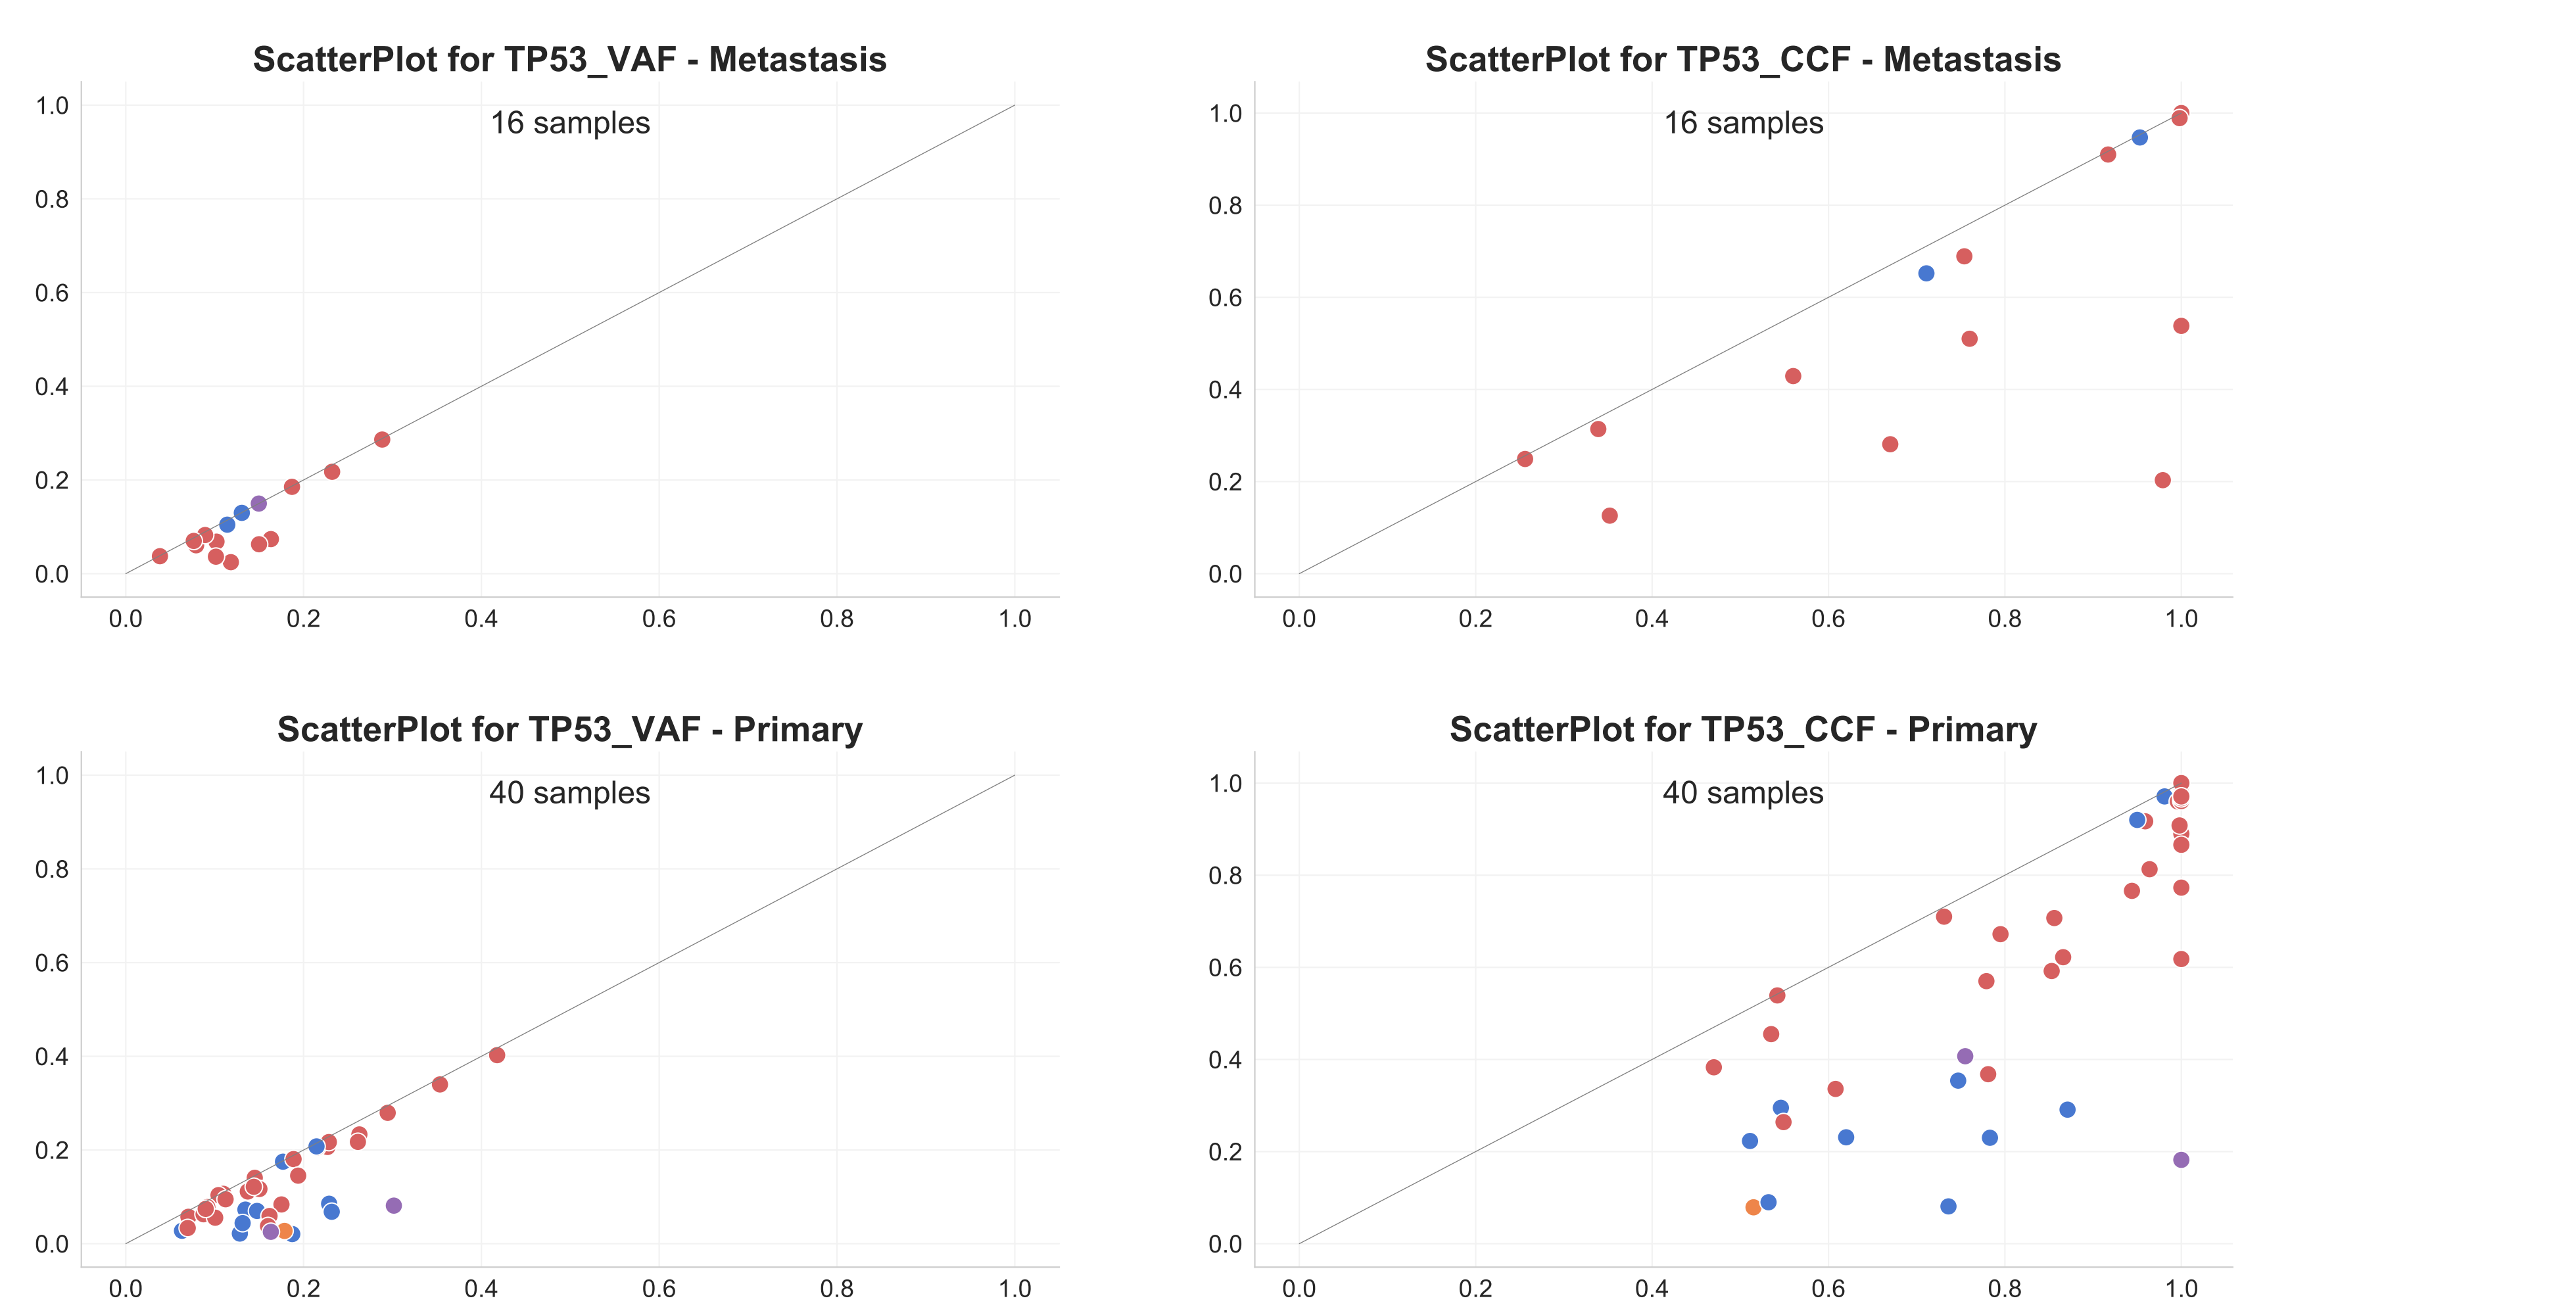 ScatterPlot for TP53_VAF - Metastasis
16 samples
1.0
0.8
0.6
0.4
0.2
0.0
0.0 0.2 0.4 0.6 0.8 1.0
ScatterPlot for TP53_CCF - Metastasis
16 samples
1.0
0.8
0.6
0.4
0.2
0.0
0.0 0.2 0.4 0.6 0.8 1.0
ScatterPlot for TP53_VAF - Primary
40 samples
1.0
0.8
0.6
0.4
0.2
0.0
0.0 0.2 0.4 0.6 0.8 1.0
ScatterPlot for TP53_CCF - Primary
40 samples
1.0
0.8
0.6
0.4
0.2
0.0
0.0 0.2 0.4 0.6 0.8 1.0